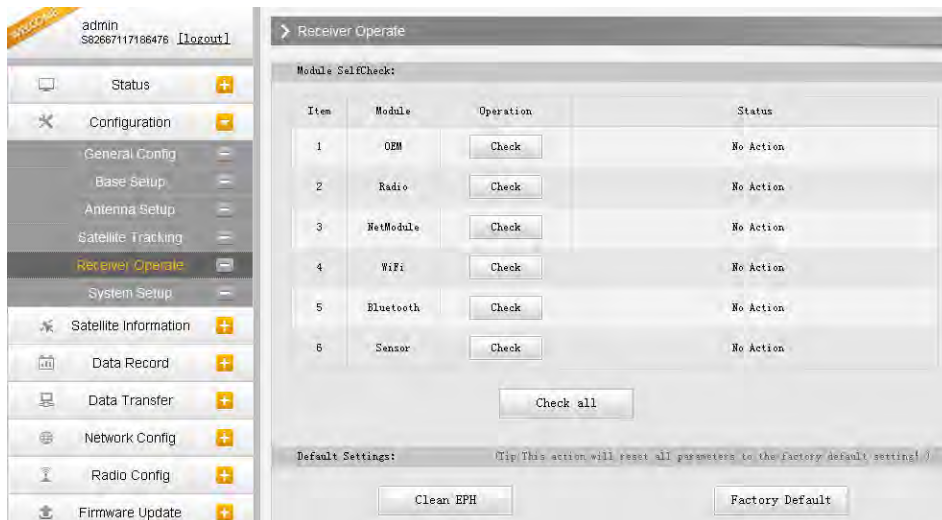 WELCOME
admin
S82667117186476 [logout]
Status
Configuration
General Config
Base Setup
Antenna Setup
Satellite Tracking
Receiver Operate
System Setup
Satellite Information
Data Record
Data Transfer
Network Config
Radio Config
Firmware Update
Receiver Operate
Module SelfCheck:
Item Module Operation Status
1 OEM Check No Action
2 Radio Check No Action
3 NetModule Check No Action
4 WiFi Check No Action
5 Bluetooth Check No Action
6 Sensor Check No Action
Check all
Default Settings: (Tip This action will reset all parameters to the factory default setting! )
Clean EPH Factory Default